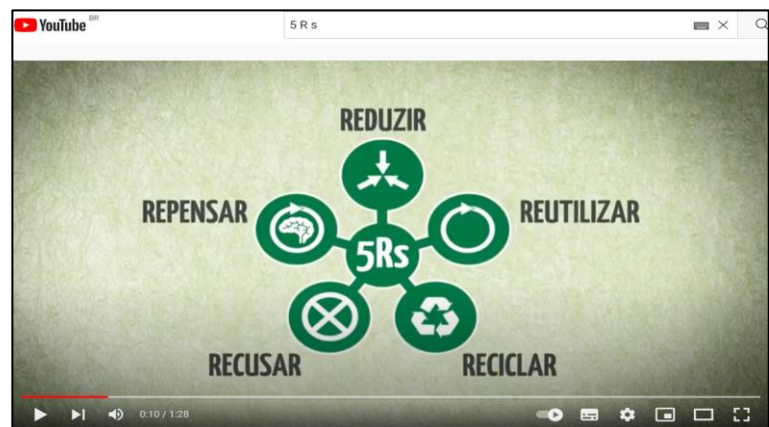 YouTube BR
5 R s
REDUZIR
REPENSAR
REUTILIZAR
5Rs
RECUSAR
RECICLAR
0:10 / 1:28